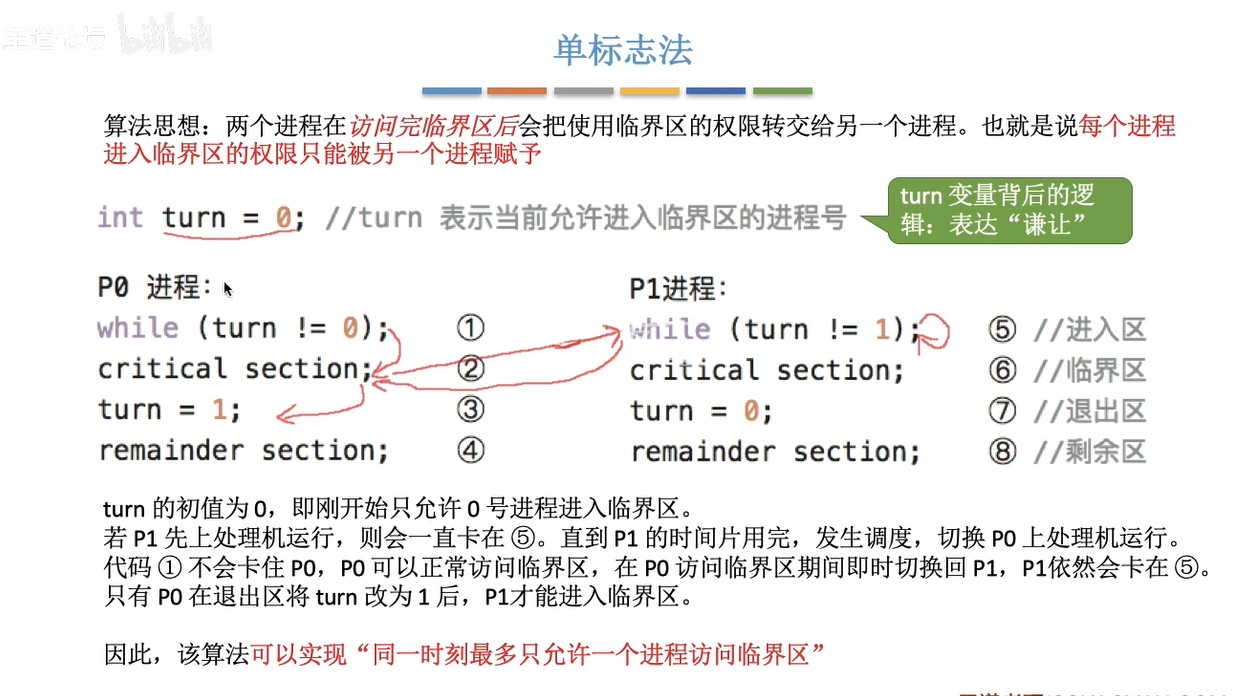 王道论坛 bilibili
单标志法
算法思想：两个进程在访问完临界区后会把使用临界区的权限转交给另一个进程。也就是说每个进程
进入临界区的权限只能被另一个进程赋予
int turn = 0; //turn 表示当前允许进入临界区的进程号
turn 变量背后的逻
辑：表达“谦让”
P0 进程：
while (turn != 0); ①
critical section; ②
turn = 1; ③
remainder section; ④
P1进程：
while (turn != 1); ⑤ //进入区
critical section; ⑥ //临界区
turn = 0; ⑦ //退出区
remainder section; ⑧ //剩余区
turn 的初值为 0，即刚开始只允许 0 号进程进入临界区。
若 P1 先上处理机运行，则会一直卡在 ⑤。直到 P1 的时间片用完，发生调度，切换 P0 上处理机运行。
代码 ① 不会卡住 P0，P0 可以正常访问临界区，在 P0 访问临界区期间即时切换回 P1，P1依然会卡在 ⑤。
只有 P0 在退出区将 turn 改为 1 后，P1才能进入临界区。
因此，该算法可以实现“同一时刻最多只允许一个进程访问临界区”